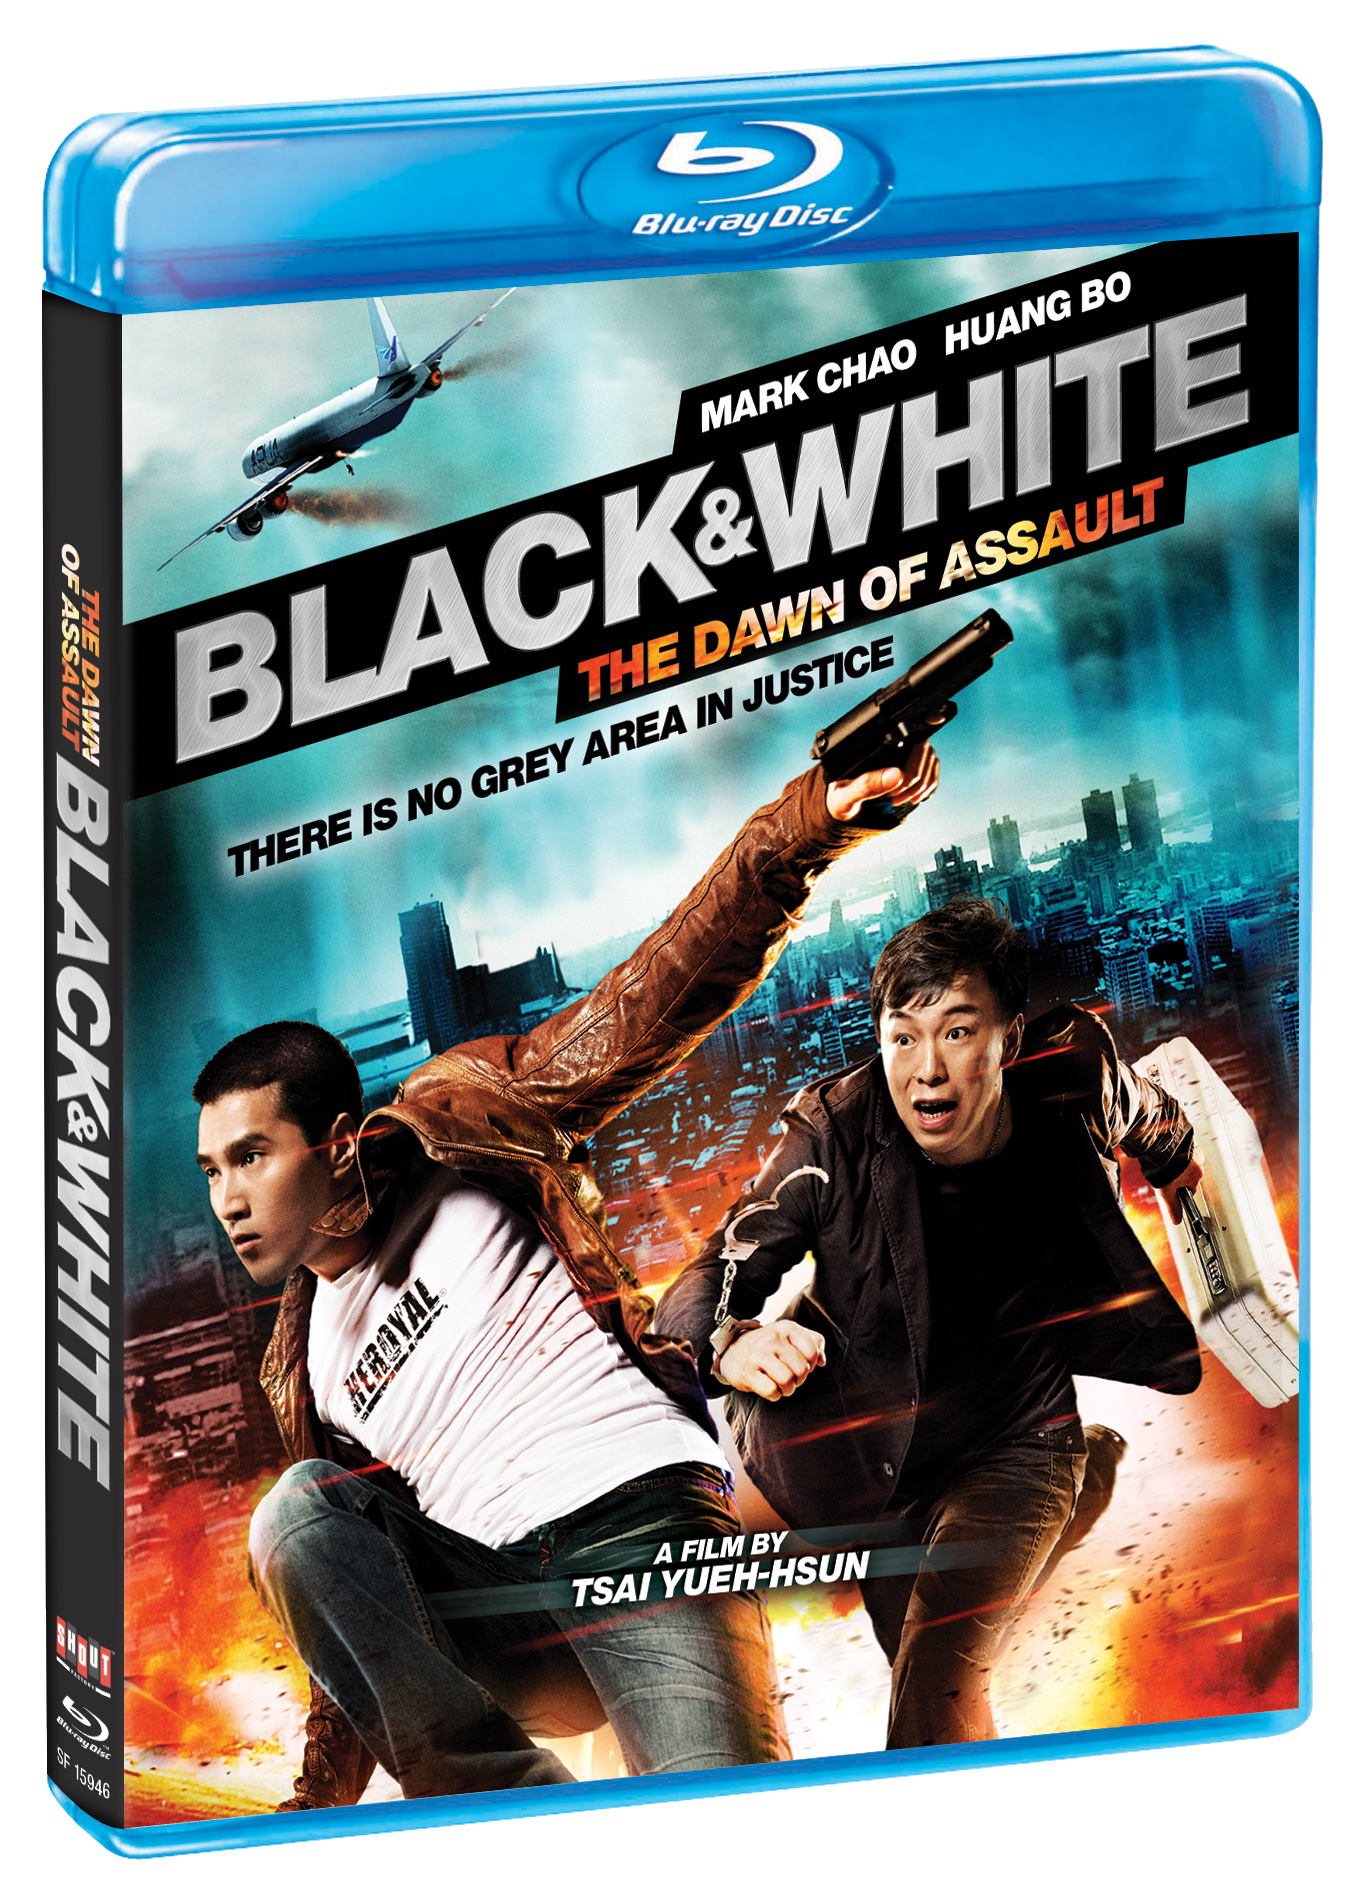 Blu-ray Disc
MARK CHAO HUANG BO
BLACK & WHITE
THE DAWN OF ASSAULT
THERE IS NO GREY AREA IN JUSTICE
HEROYAL
A FILM BY
TSAI YUEH-HSUN
THE DAWN
OF ASSAULT
BLACK & WHITE
SHOUT
FACTORY
Blu-ray Disc
SF 15946